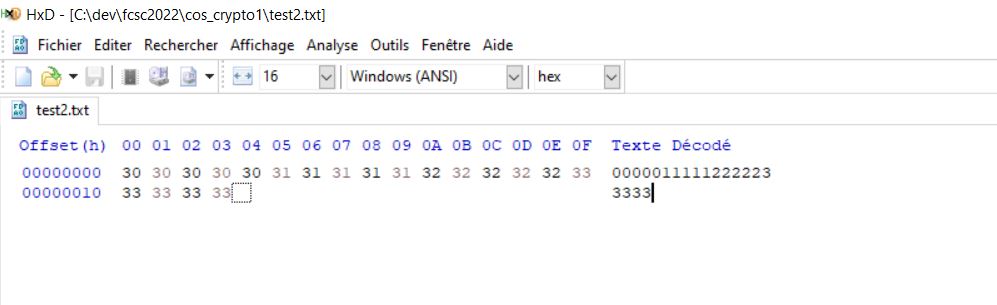 HxD - [C:\dev\fcsc2022\cos_crypto1\test2.txt]
Fichier Editer Rechercher Affichage Analyse Outils Fenêtre Aide
16 Windows (ANSI) hex
test2.txt
Offset(h) 00 01 02 03 04 05 06 07 08 09 0A 0B 0C 0D 0E 0F Texte Décodé
00000000 30 30 30 30 30 31 31 31 31 31 32 32 32 32 32 33 0000011111222223
00000010 33 33 33 33 3333